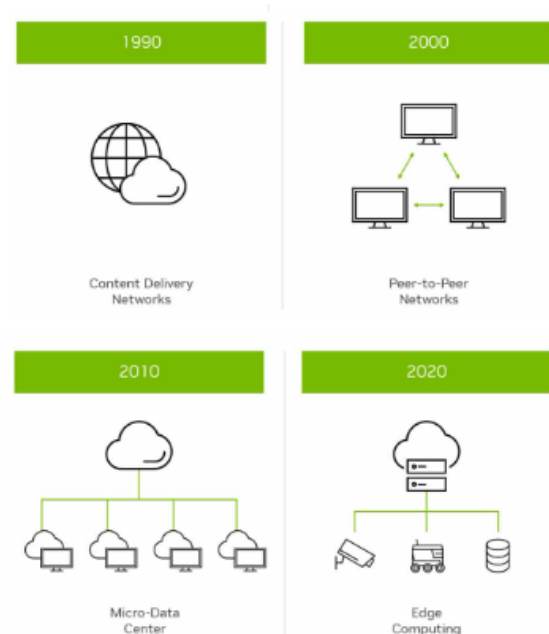 1990
2000
Content Delivery
Networks
Peer-to-Peer
Networks
2010
2020
Micro-Data
Center
Edge
Computing